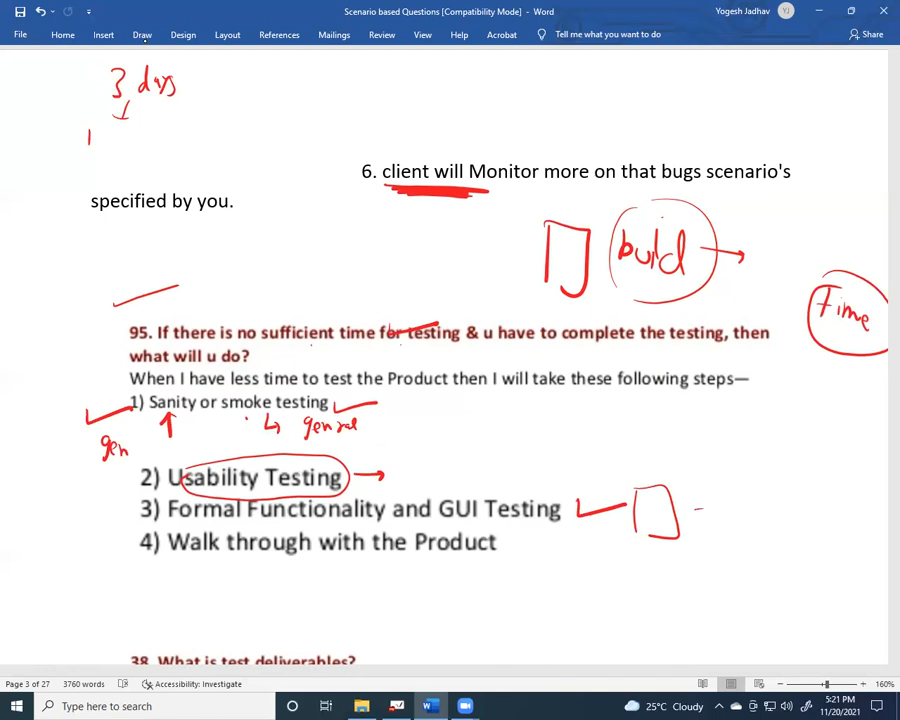 Scenario based Questions [Compatibility Mode] - Word
Yogesh Jadhav
YJ
File Home Insert Draw Design Layout References Mailings Review View Help Acrobat Tell me what you want to do Share
3 days
6. client will Monitor more on that bugs scenario's
specified by you.
build
Time
95. If there is no sufficient time for testing & u have to complete the testing, then
what will u do?
When I have less time to test the Product then I will take these following steps—
1) Sanity or smoke testing
gen
genral
2) Usability Testing
3) Formal Functionality and GUI Testing
4) Walk through with the Product
38. What is test deliverables?
Page 3 of 27 3760 words Accessibility: Investigate 160%
Type here to search
25°C Cloudy
5:21 PM
11/20/2021